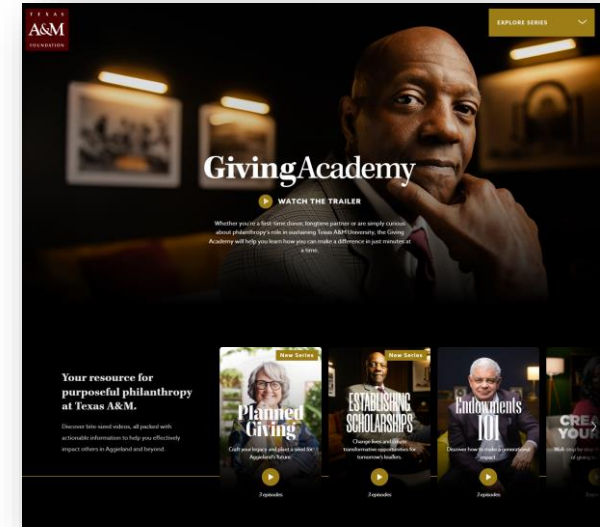 TEXAS
A&M
FOUNDATION
EXPLORE SERIES
GivingAcademy
WATCH THE TRAILER
Whether you're a first-time donor, longtime partner or are simply curious
about philanthropy's role in sustaining Texas A&M University, the Giving
Academy will help you learn how you can make a difference in just minutes at
a time.
Your resource for
purposeful philanthropy
at Texas A&M.
Discover bite-sized videos, all packed with
actionable information to help you effectively
impact others in Aggieland and beyond.
New Series
Planned
Giving
Craft your legacy and plant a seed for
Aggieland's future.
3 episodes
New Series
ESTABLISHING
SCHOLARSHIPS
Change lives and create
transformative opportunities for
tomorrow's leaders.
3 episodes
Endowments
101
Discover how to make a generational
impact.
3 episodes
CREA
YOUR
of giving